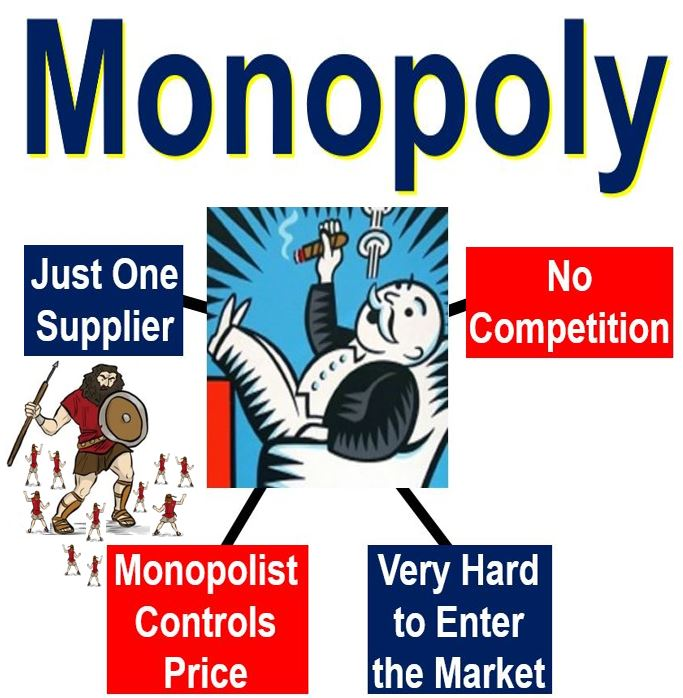 Monopoly
Just One
Supplier
No
Competition
Monopolist
Controls
Price
Very Hard
to Enter
the Market